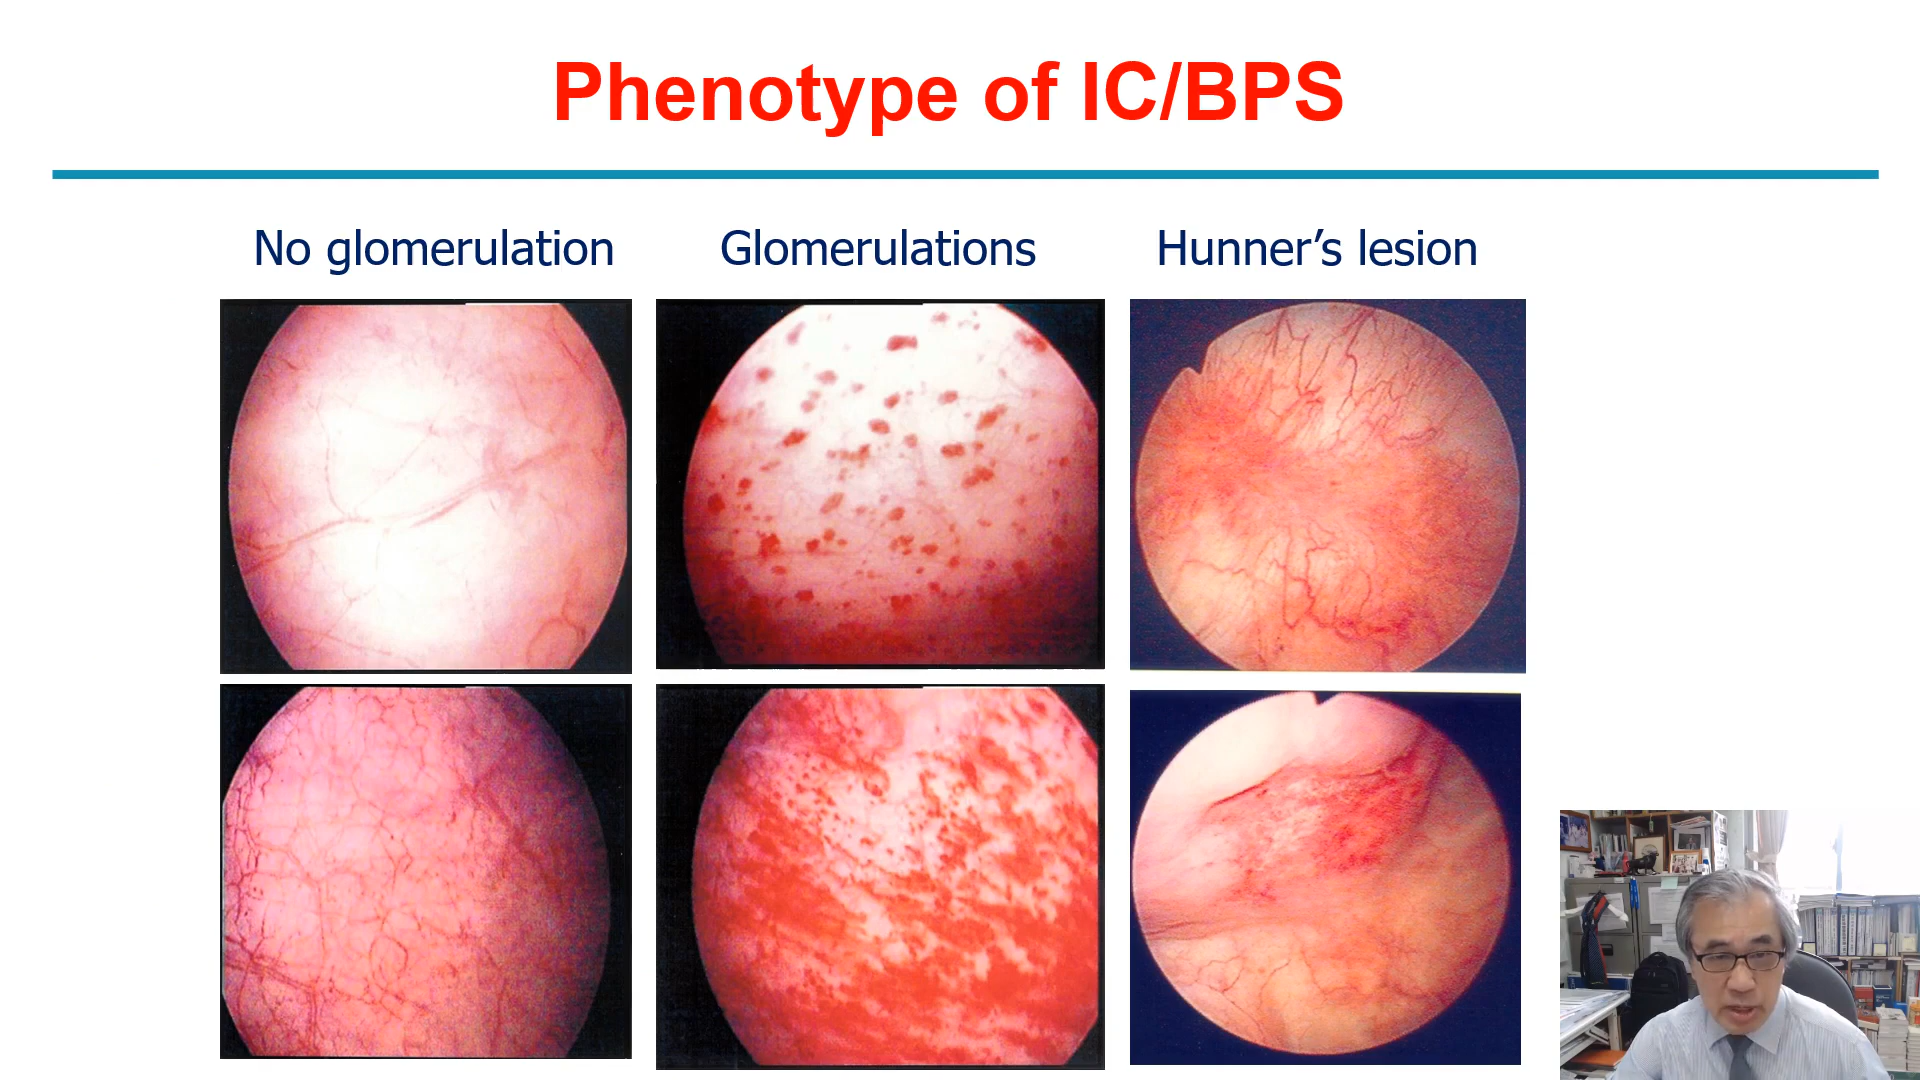 Phenotype of IC/BPS
No glomerulation
Glomerulations
Hunner’s lesion